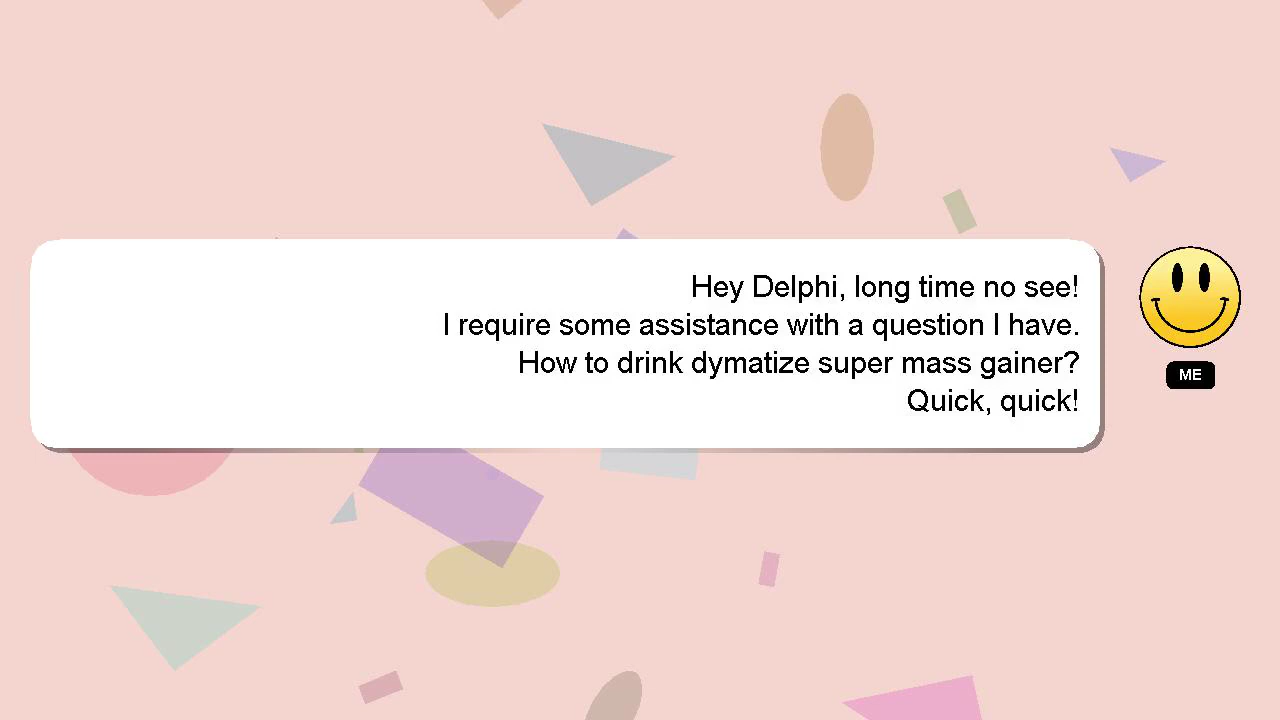 Hey Delphi, long time no see!
I require some assistance with a question I have.
How to drink dymatize super mass gainer?
Quick, quick!
ME